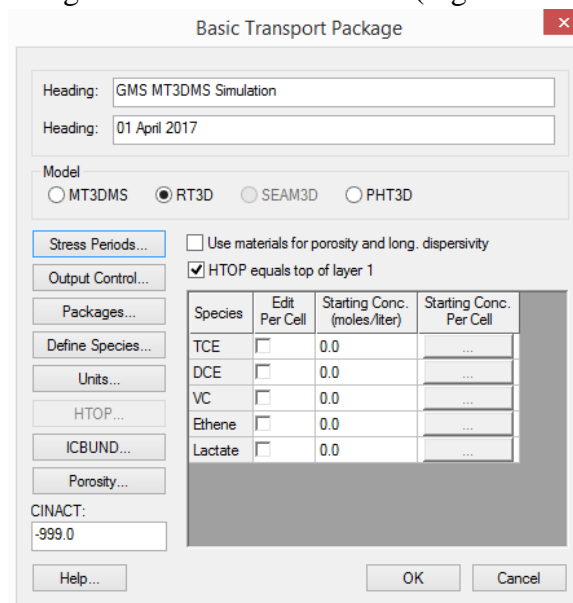 Basic Transport Package
Heading: GMS MT3DMS Simulation
Heading: 01 April 2017
Model
MT3DMS RT3D SEAM3D PHT3D
Stress Periods...
Output Control...
Packages...
Define Species...
Units...
HTOP...
ICBUND...
Porosity...
CINACT:
-999.0
Use materials for porosity and long. dispersivity
HTOP equals top of layer 1
Species Edit Per Cell Starting Conc. (moles/liter) Starting Conc. Per Cell
TCE 0.0 ...
DCE 0.0 ...
VC 0.0 ...
Ethene 0.0 ...
Lactate 0.0 ...
Help... OK Cancel